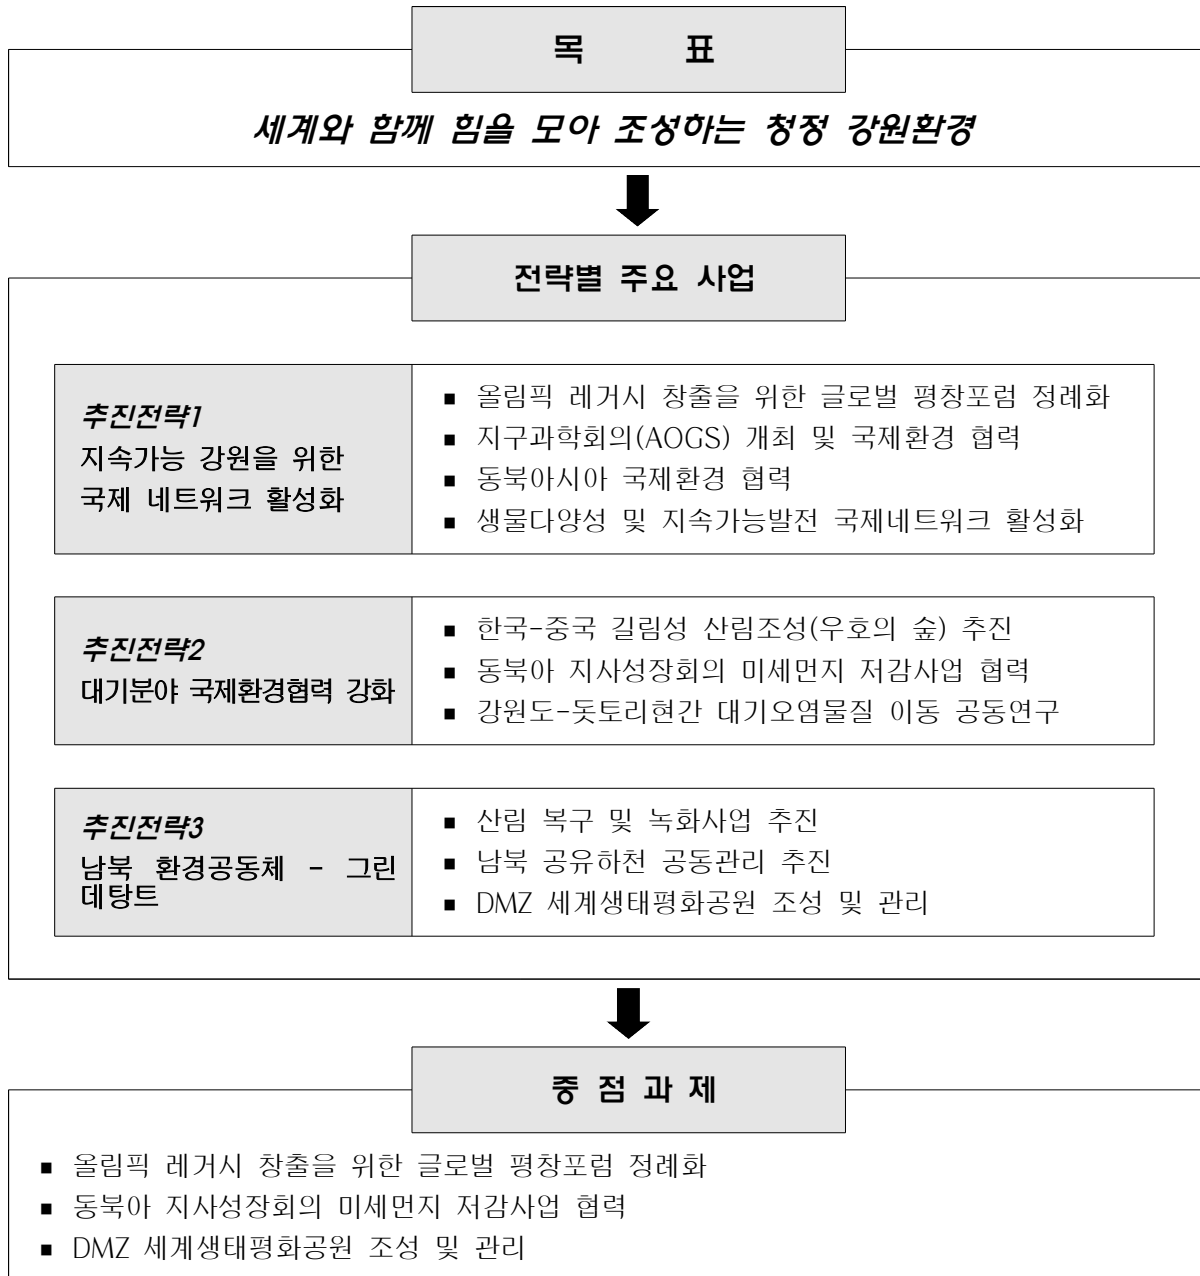 목 표
세계와 함께 힘을 모아 조성하는 청정 강원환경
전략별 주요 사업
추진전략1
지속가능 강원을 위한
국제 네트워크 활성화
■ 올림픽 레거시 창출을 위한 글로벌 평창포럼 정례화
■ 지구과학회의(AOGS) 개최 및 국제환경 협력
■ 동북아시아 국제환경 협력
■ 생물다양성 및 지속가능발전 국제네트워크 활성화
추진전략2
대기분야 국제환경협력 강화
■ 한국-중국 길림성 산림조성(우호의 숲) 추진
■ 동북아 지사성장회의 미세먼지 저감사업 협력
■ 강원도-돗토리현간 대기오염물질 이동 공동연구
추진전략3
남북 환경공동체 - 그린
데탕트
■ 산림 복구 및 녹화사업 추진
■ 남북 공유하천 공동관리 추진
■ DMZ 세계생태평화공원 조성 및 관리
중 점 과 제
■ 올림픽 레거시 창출을 위한 글로벌 평창포럼 정례화
■ 동북아 지사성장회의 미세먼지 저감사업 협력
■ DMZ 세계생태평화공원 조성 및 관리